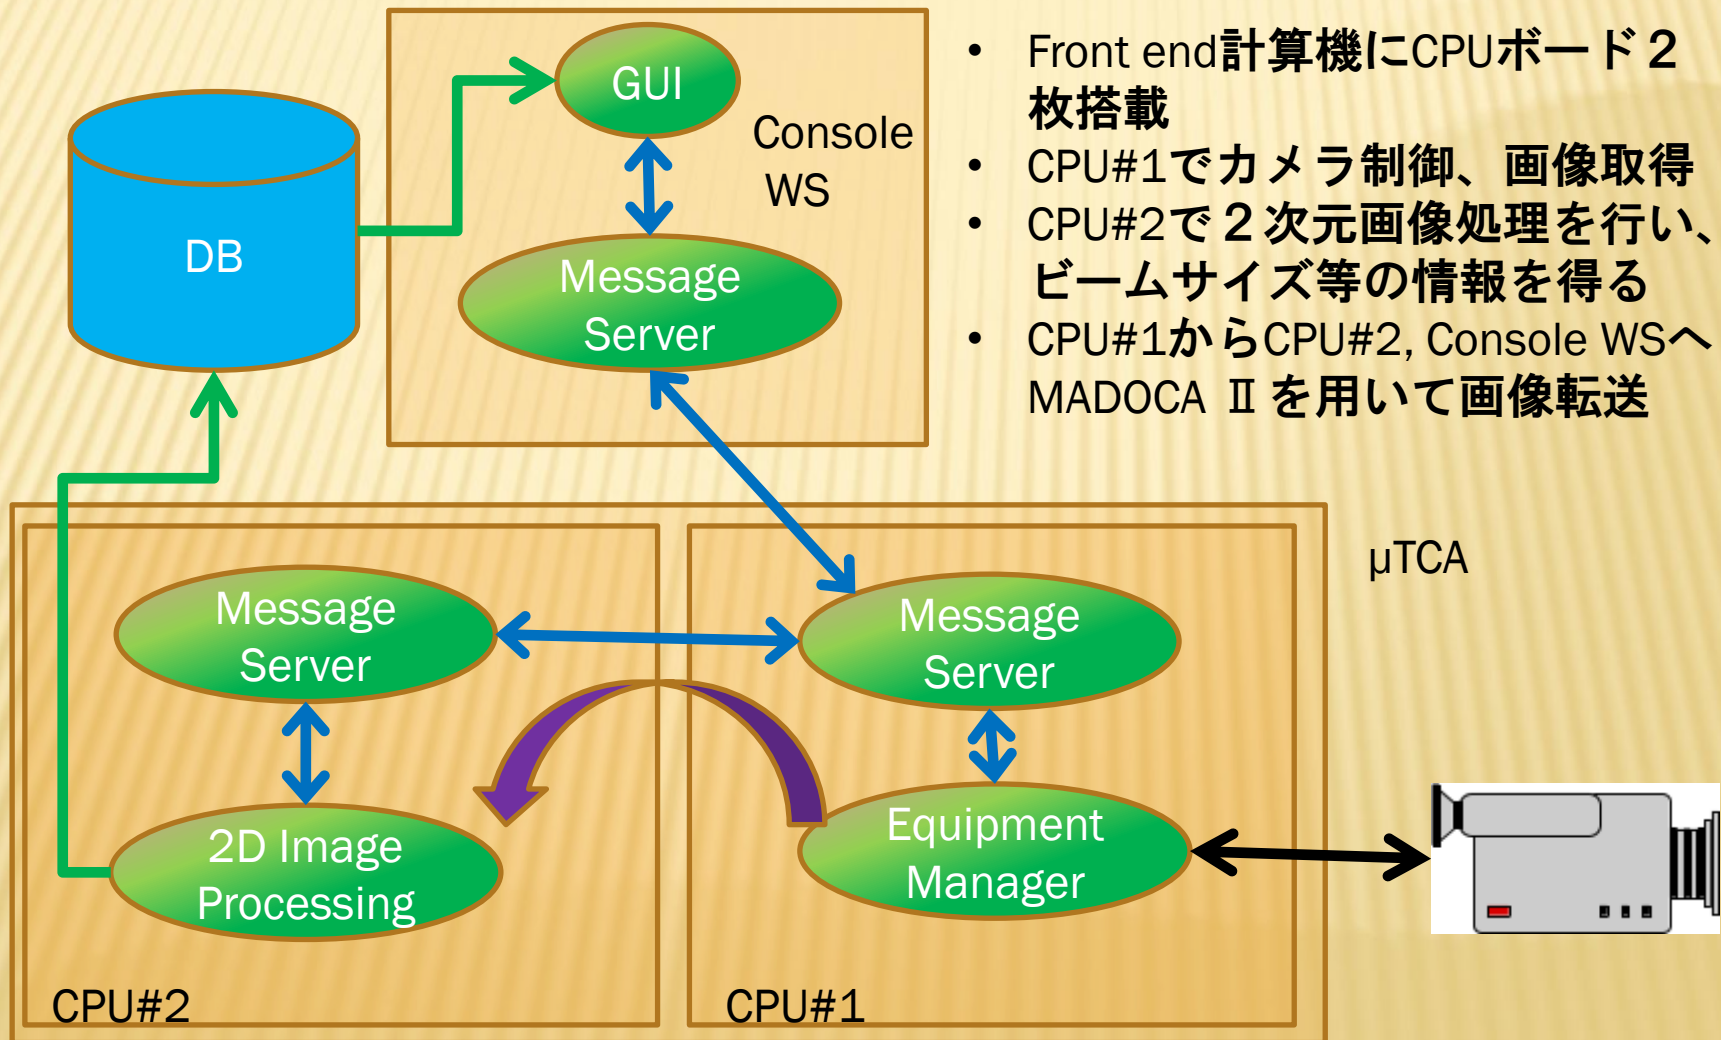 GUI
Console
WS
DB
Message
Server
• Front end計算機にCPUボード２
枚搭載
• CPU#1でカメラ制御、画像取得
• CPU#2で２次元画像処理を行い、
ビームサイズ等の情報を得る
• CPU#1からCPU#2, Console WSへ
MADOCA Ⅱを用いて画像転送
μTCA
Message
Server
Message
Server
2D Image
Processing
Equipment
Manager
CPU#2
CPU#1